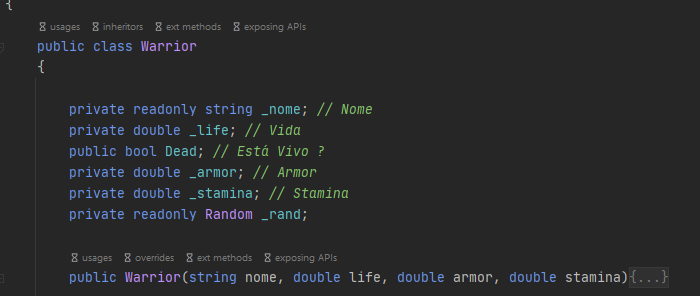 {
usages inheritors ext methods exposing APIs
public class Warrior
{
private readonly string _nome; // Nome
private double _life; // Vida
public bool Dead; // Está Vivo ?
private double _armor; // Armor
private double _stamina; // Stamina
private readonly Random _rand;
usages overrides ext methods exposing APIs
public Warrior(string nome, double life, double armor, double stamina){...}